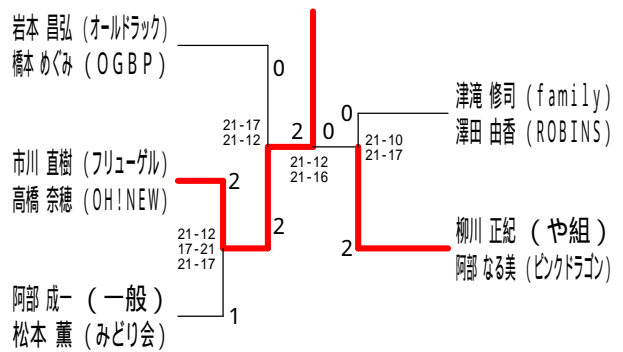 岩本 昌弘 (オールドラック)
橋本 めぐみ (OGBP)
0
津滝 修司 (family)
澤田 由香 (ROBINS)
0
21-17
21-12
2
0
21-10
21-17
21-12
21-16
市川 直樹 (フリューゲル)
高橋 奈穂 (OH!NEW)
2
21-12
17-21
21-17
2
2
柳川 正紀 (や組)
阿部 なる美 (ピンクドラゴン)
阿部 成一 (一般)
松本 薫 (みどり会)
1